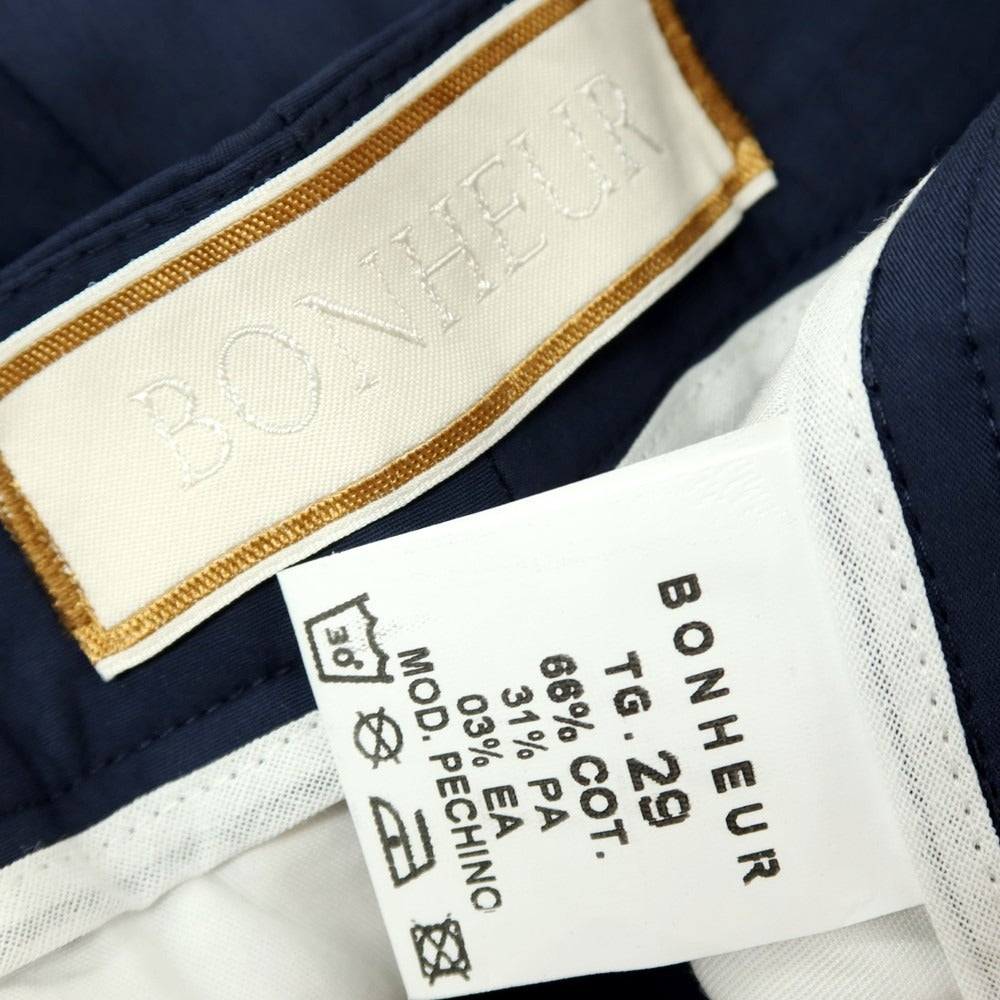 BONHEUR
BONHEUR
TG. 29
66% COT.
31% PA
03% EA
MOD. PECHINO
30°